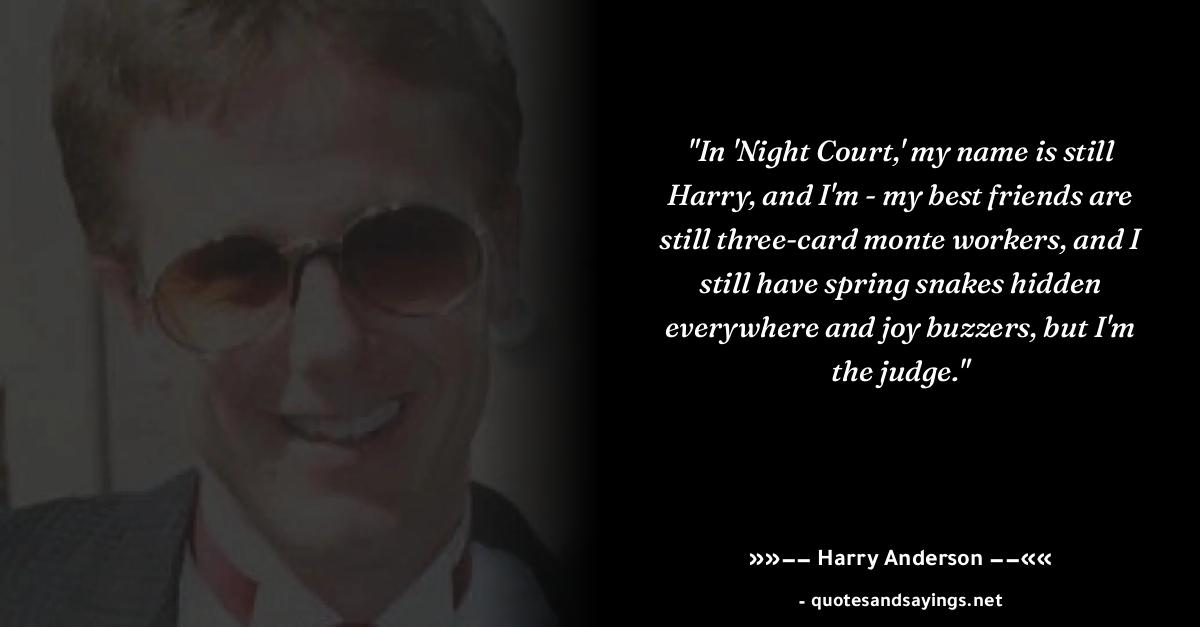 "In 'Night Court,' my name is still
Harry, and I'm - my best friends are
still three-card monte workers, and I
still have spring snakes hidden
everywhere and joy buzzers, but I'm
the judge."
»»−− Harry Anderson −−««
- quotesandsayings.net